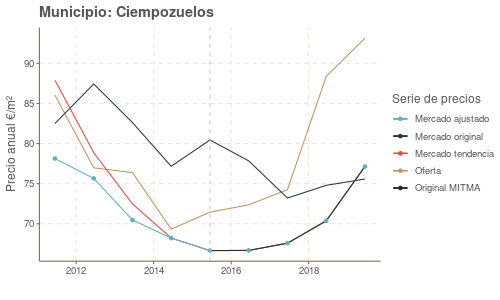 Municipio: Ciempozuelos
Precio anual €/m²
90
85
80
75
70
2012
2014
2016
2018
Serie de precios
Mercado ajustado
Mercado original
Mercado tendencia
Oferta
Original MITMA